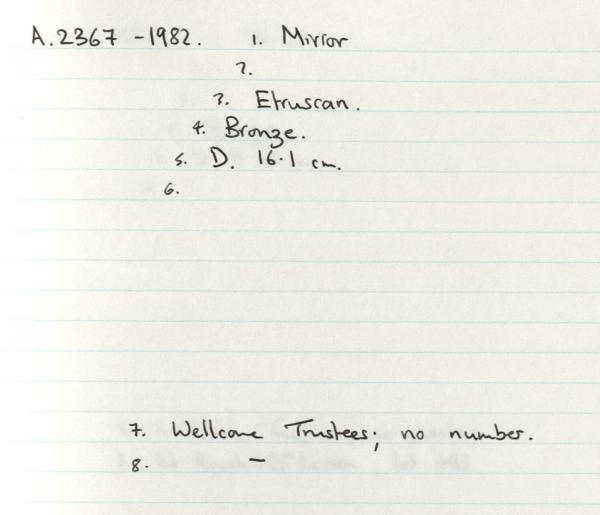 A.2367 -1982. 1. Mirror
2.
3. Etruscan.
4. Bronze.
5. D. 16.1 cm.
6.
7. Wellcome Trustees; no number.
8. –